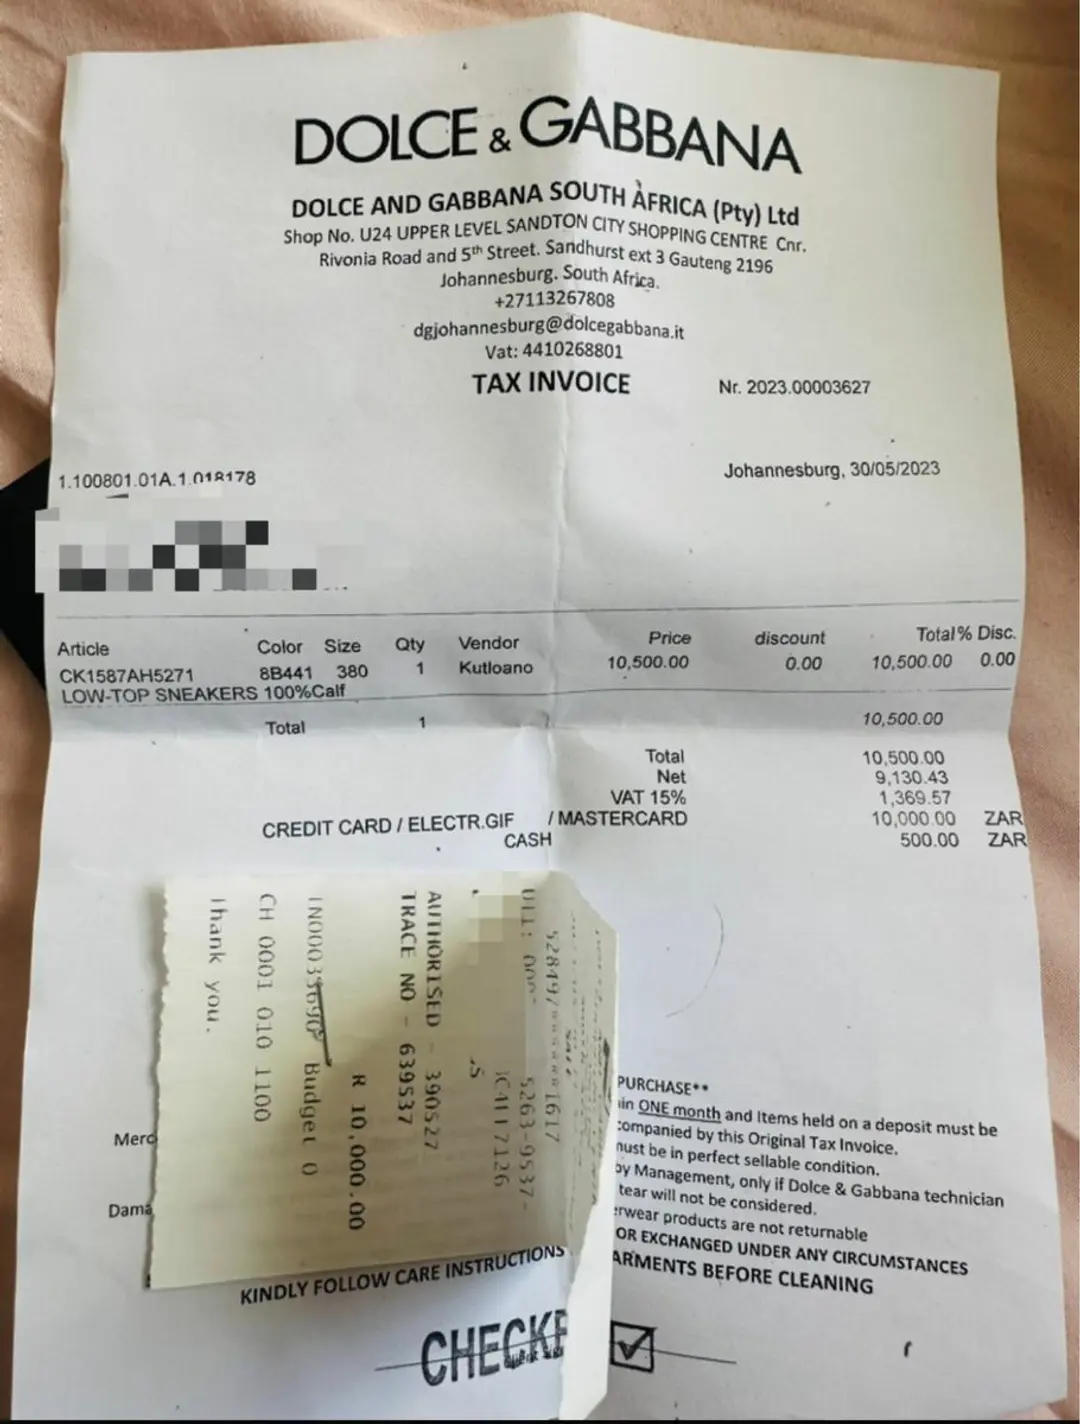 DOLCE & GABBANA
DOLCE AND GABBANA SOUTH AFRICA (Pty) Ltd
Shop No. U24 UPPER LEVEL SANDTON CITY SHOPPING CENTRE Cnr.
Rivonia Road and 5th Street. Sandhurst ext 3 Gauteng 2196
Johannesburg. South Africa.
+27113267808
dgjohannesburg@dolcegabbana.it
Vat: 4410268801
TAX INVOICE Nr. 2023.00003627
Johannesburg, 30/05/2023
1.100801.01A.1.018178
Article Color Size Qty Vendor Price discount Total % Disc.
CK1587AH5271 8B441 380 1 Kutloano 10,500.00 0.00 10,500.00 0.00
LOW-TOP SNEAKERS 100%Calf
Total 1 10,500.00
Total 10,500.00
Net 9,130.43
VAT 15% 1,369.57
CREDIT CARD / ELECTR.GIF / MASTERCARD 10,000.00 ZAR
CASH 500.00 ZAR
1617
5263-9537-
AUTHORISED - 390527
TRACE NO - 639537
R 10,000.00
Budget 0
CH 0001 010 1100
Thank you.
PURCHASE**
in ONE month and Items held on a deposit must be
companied by this Original Tax Invoice.
Merc
must be in perfect sellable condition.
by Management, only if Dolce & Gabbana technician
tear will not be considered.
Dama
erwear products are not returnable
OR EXCHANGED UNDER ANY CIRCUMSTANCES
KINDLY FOLLOW CARE INSTRUCTIONS ARMENTS BEFORE CLEANING
CHECKE